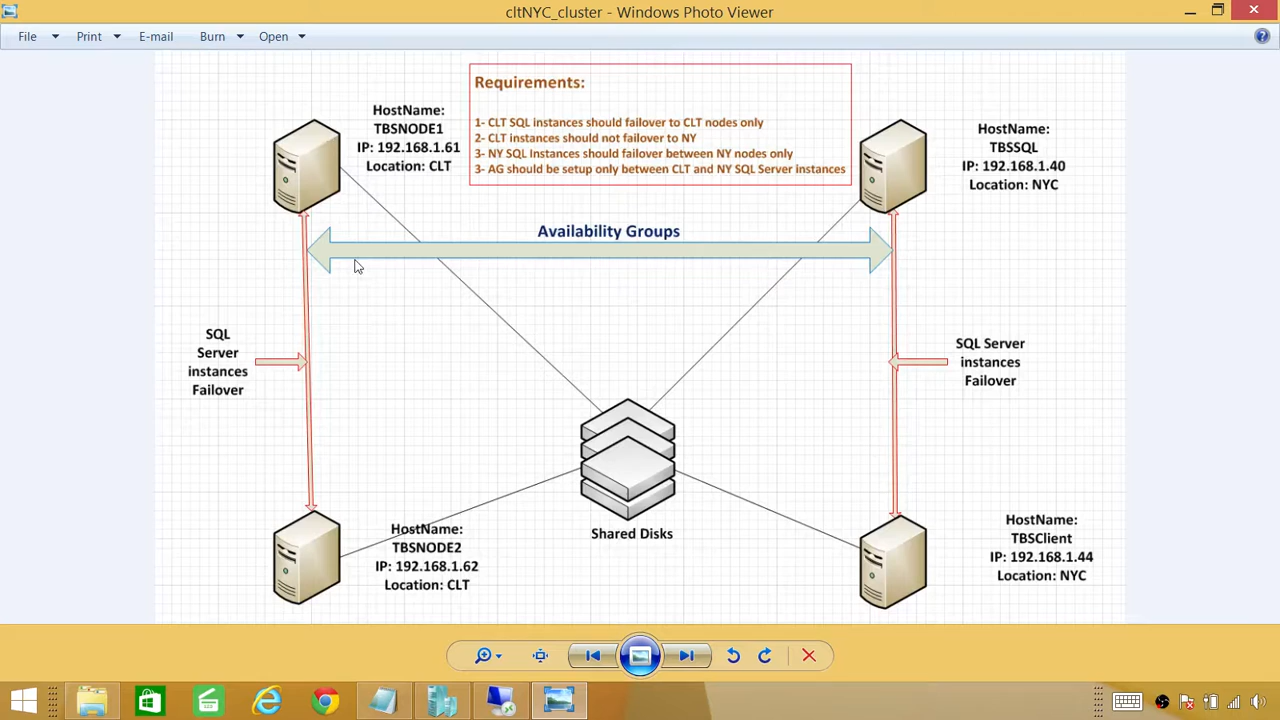 cltNYC_cluster - Windows Photo Viewer
File Print E-mail Burn Open
Requirements:
1- CLT SQL instances should failover to CLT nodes only
2- CLT instances should not failover to NY
3- NY SQL Instances should failover between NY nodes only
3- AG should be setup only between CLT and NY SQL Server instances
HostName:
TBSNODE1
IP: 192.168.1.61
Location: CLT
HostName:
TBSSQL
IP: 192.168.1.40
Location: NYC
Availability Groups
SQL
Server
instances
Failover
SQL Server
instances
Failover
Shared Disks
HostName:
TBSNODE2
IP: 192.168.1.62
Location: CLT
HostName:
TBSClient
IP: 192.168.1.44
Location: NYC